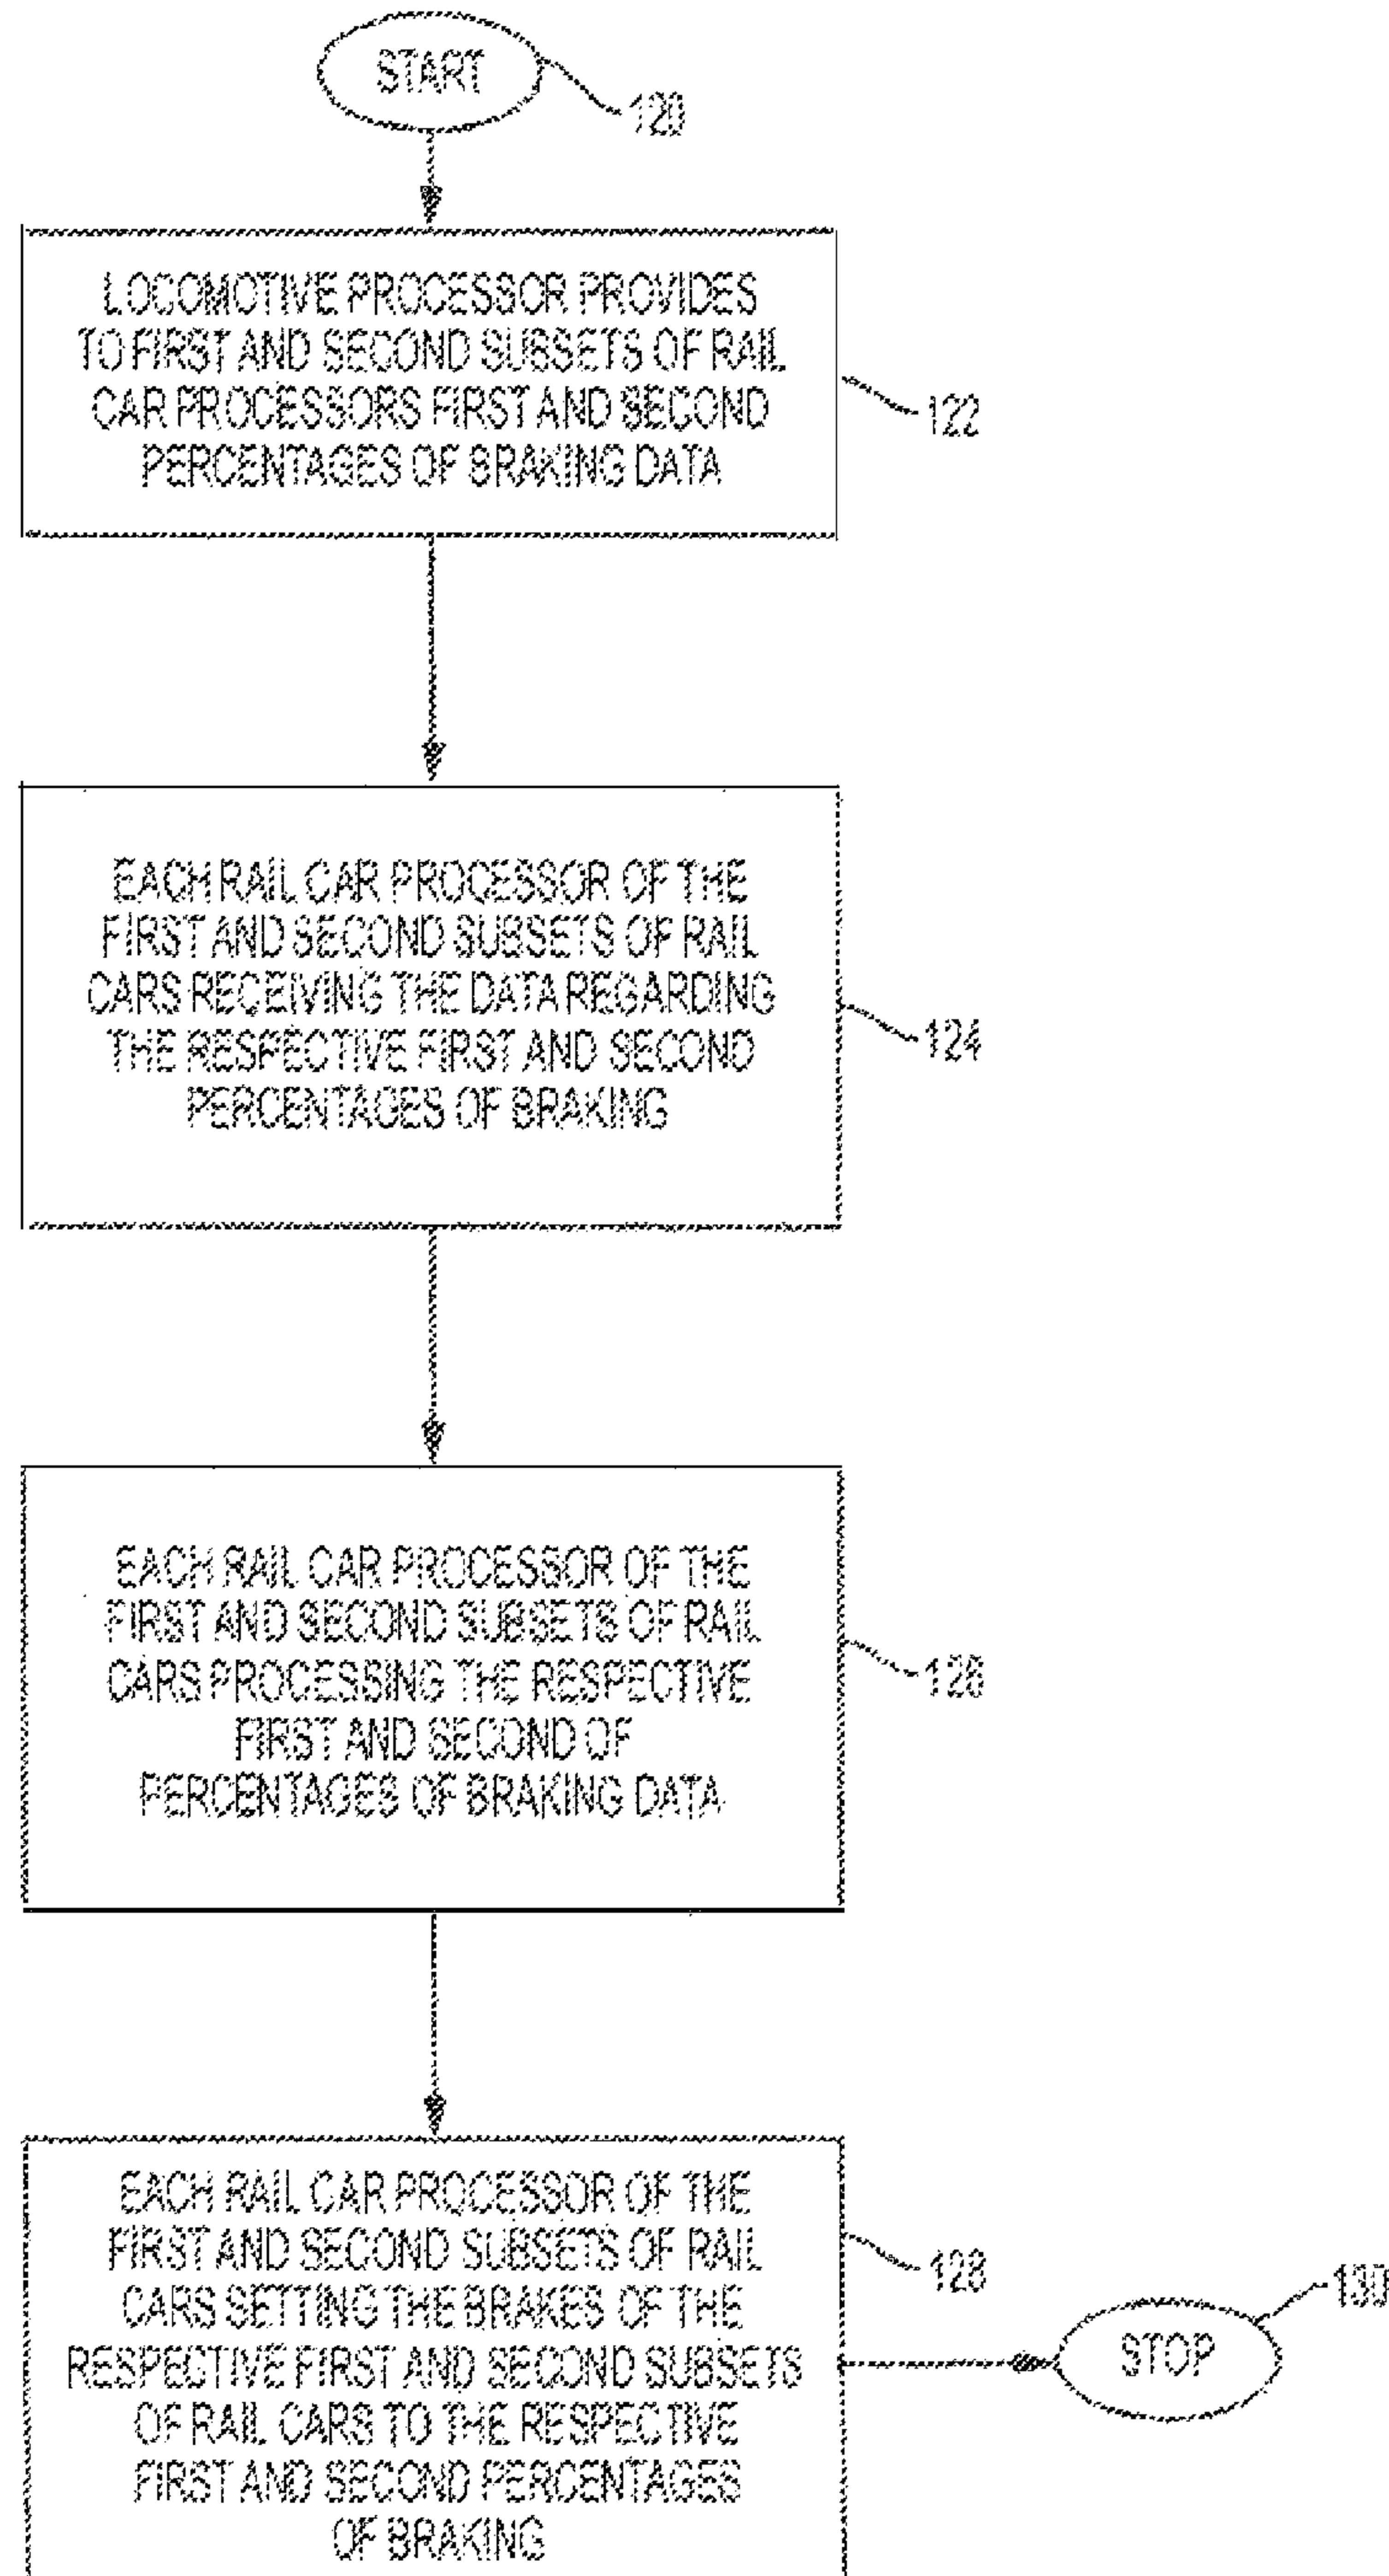 START
120
LOCOMOTIVE PROCESSOR PROVIDES
TO FIRST AND SECOND SUBSETS OF RAIL
CAR PROCESSORS FIRST AND SECOND
PERCENTAGES OF BRAKING DATA
122
EACH RAIL CAR PROCESSOR OF THE
FIRST AND SECOND SUBSETS OF RAIL
CARS RECEIVING THE DATA REGARDING
THE RESPECTIVE FIRST AND SECOND
PERCENTAGES OF BRAKING
124
EACH RAIL CAR PROCESSOR OF THE
FIRST AND SECOND SUBSETS OF RAIL
CARS PROCESSING THE RESPECTIVE
FIRST AND SECOND OF
PERCENTAGES OF BRAKING DATA
126
EACH RAIL CAR PROCESSOR OF THE
FIRST AND SECOND SUBSETS OF RAIL
CARS SETTING THE BRAKES OF THE
RESPECTIVE FIRST AND SECOND SUBSETS
OF RAIL CARS TO THE RESPECTIVE
FIRST AND SECOND PERCENTAGES
OF BRAKING
128
STOP
130